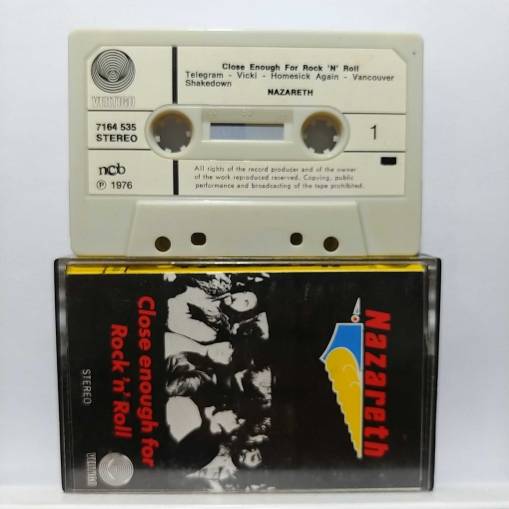 Close Enough For Rock 'N' Roll
Telegram - Vicki - Homesick Again - Vancouver
Shakedown
NAZARETH
VERTIGO
7164 535
STEREO
1
ncb
℗ 1976
All rights of the record producer and of the owner
of the work reproduced reserved. Copying, public
performance and broadcasting of the tape prohibited.
Nazareth
Close enough for
Rock 'n' Roll
STEREO
VERTIGO